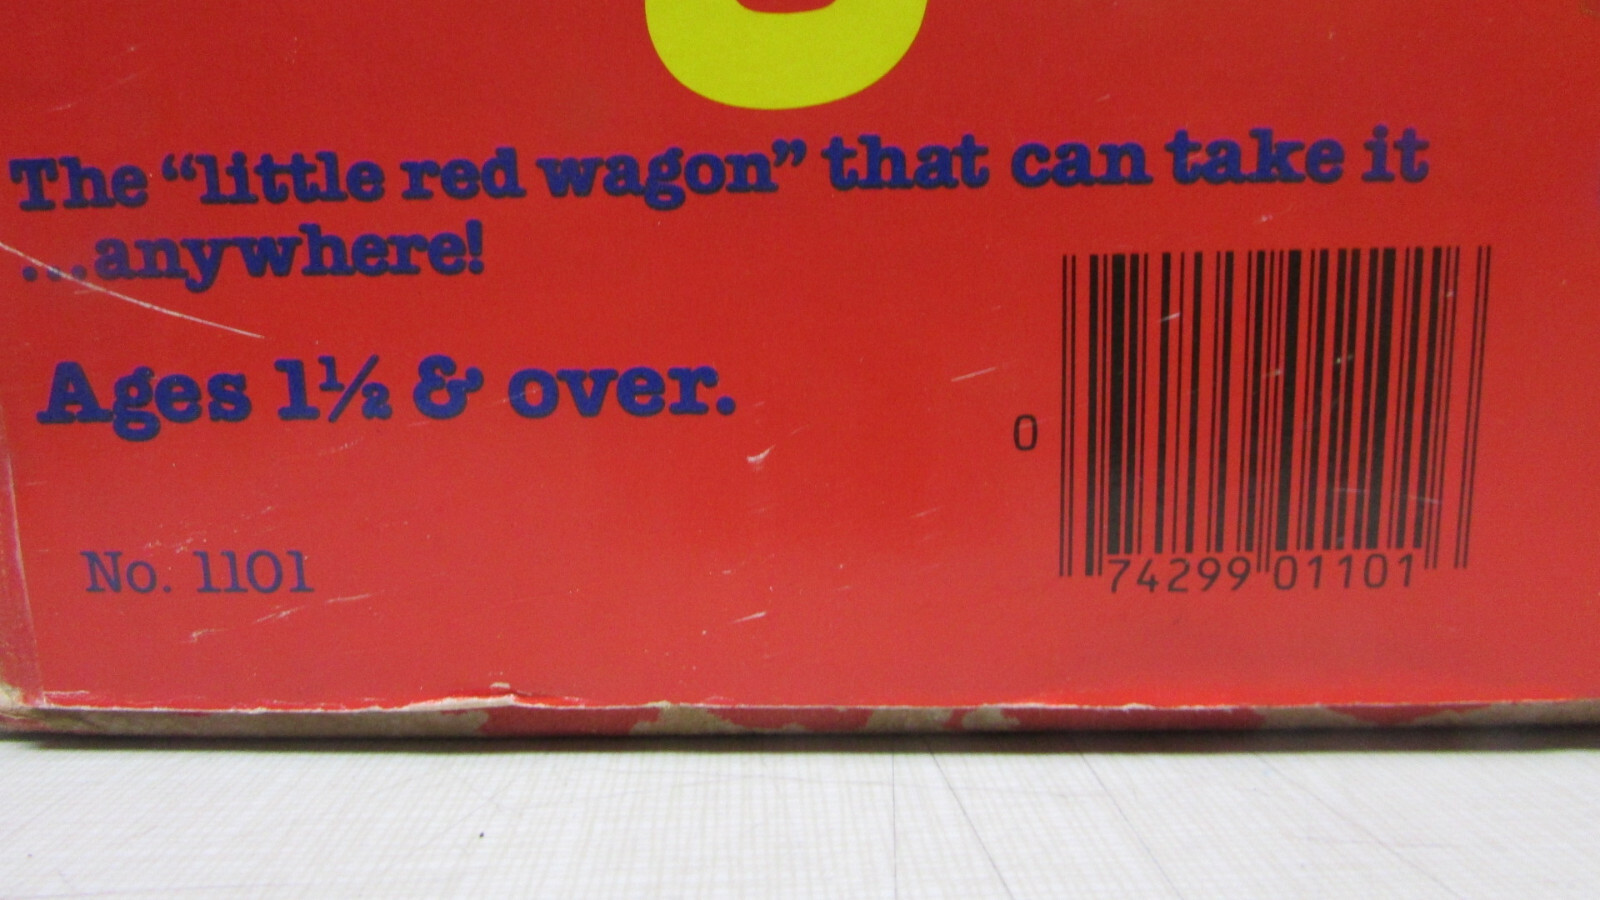 The “little red wagon” that can take it
...anywhere!
Ages 1½ & over.
No. 1101
0 74299 01101